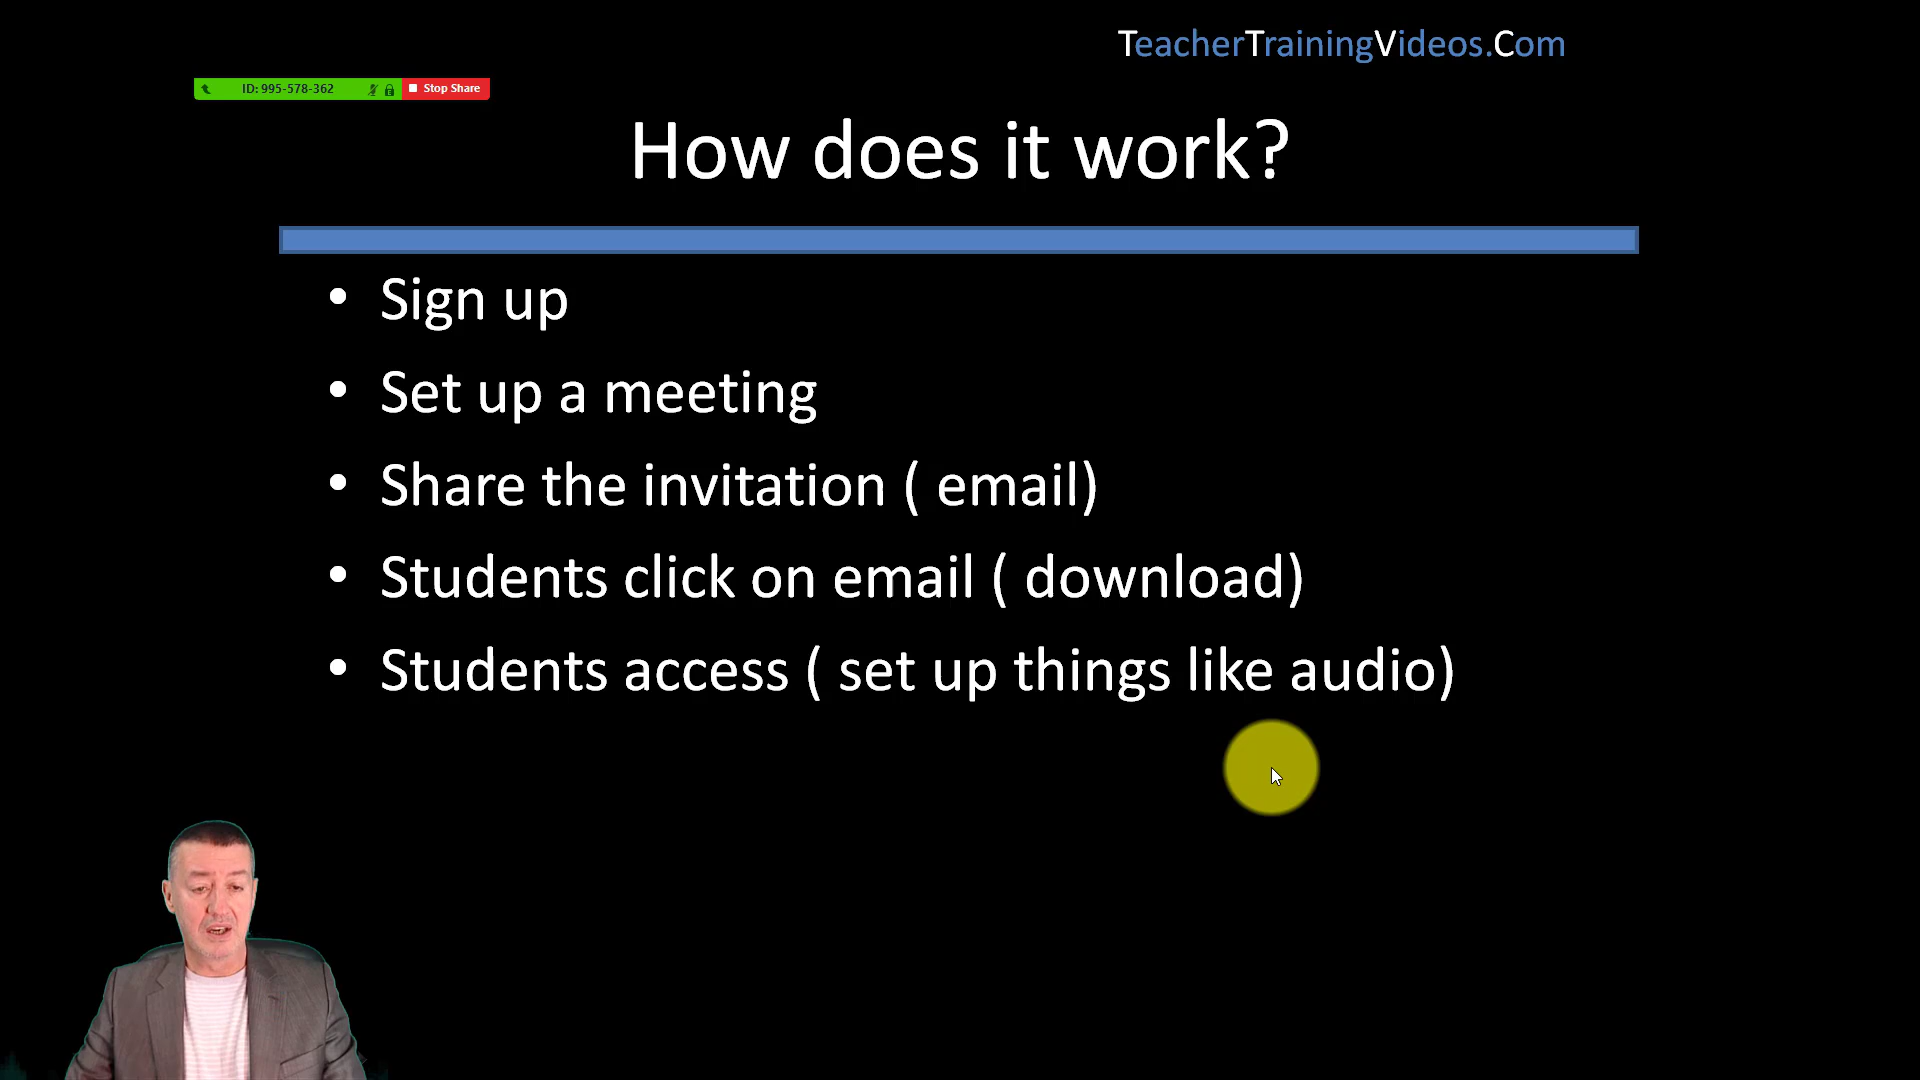 TeacherTrainingVideos.Com
ID: 995-578-362 Stop Share
How does it work?
• Sign up
• Set up a meeting
• Share the invitation ( email)
• Students click on email ( download)
• Students access ( set up things like audio)